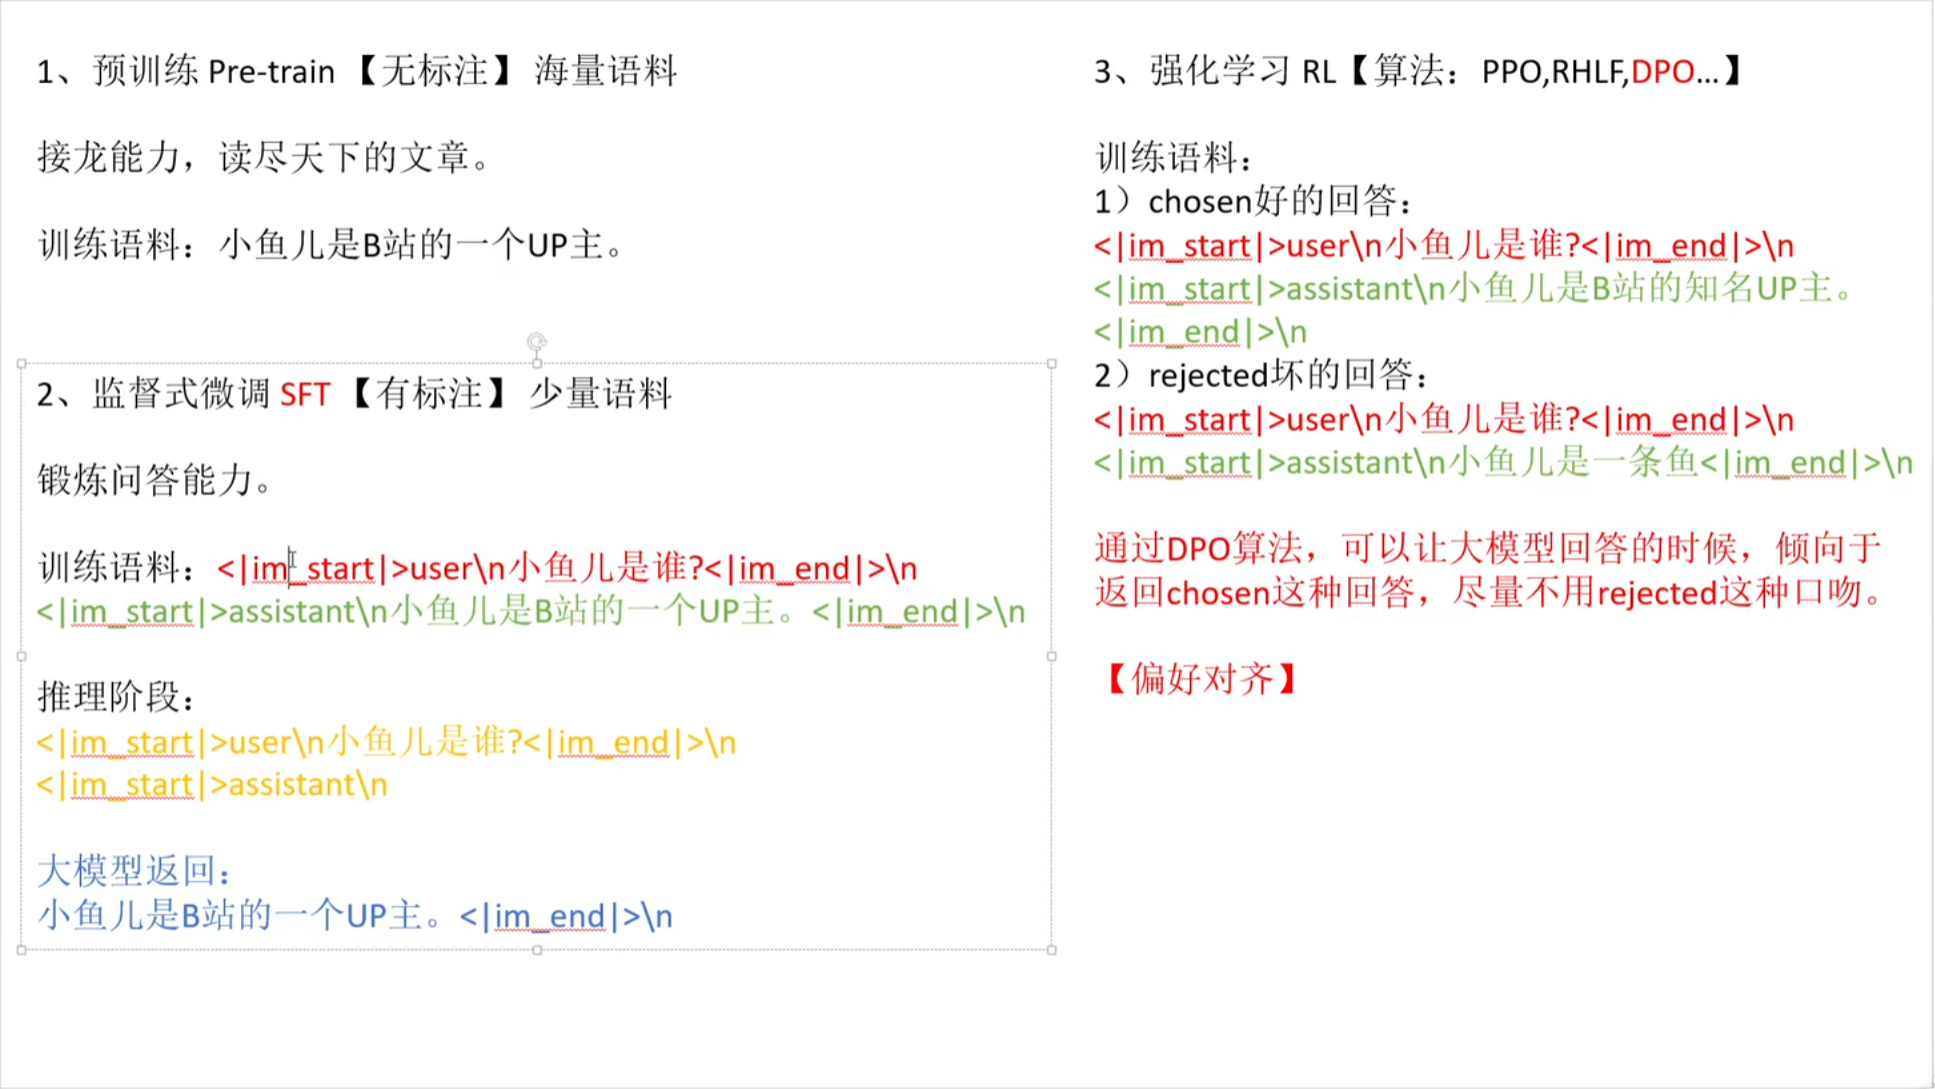 1、预训练 Pre-train 【无标注】 海量语料
接龙能力，读尽天下的文章。
训练语料：小鱼儿是B站的一个UP主。
2、监督式微调 SFT 【有标注】 少量语料
锻炼问答能力。
训练语料：<|im_start|>user\n小鱼儿是谁?<|im_end|>\n
<|im_start|>assistant\n小鱼儿是B站的一个UP主。<|im_end|>\n
推理阶段：
<|im_start|>user\n小鱼儿是谁?<|im_end|>\n
<|im_start|>assistant\n
大模型返回：
小鱼儿是B站的一个UP主。<|im_end|>\n
3、强化学习 RL【算法：PPO,RHLF,DPO...】
训练语料：
1）chosen好的回答：
<|im_start|>user\n小鱼儿是谁?<|im_end|>\n
<|im_start|>assistant\n小鱼儿是B站的知名UP主。
<|im_end|>\n
2）rejected坏的回答：
<|im_start|>user\n小鱼儿是谁?<|im_end|>\n
<|im_start|>assistant\n小鱼儿是一条鱼<|im_end|>\n
通过DPO算法，可以让大模型回答的时候，倾向于
返回chosen这种回答，尽量不用rejected这种口吻。
【偏好对齐】